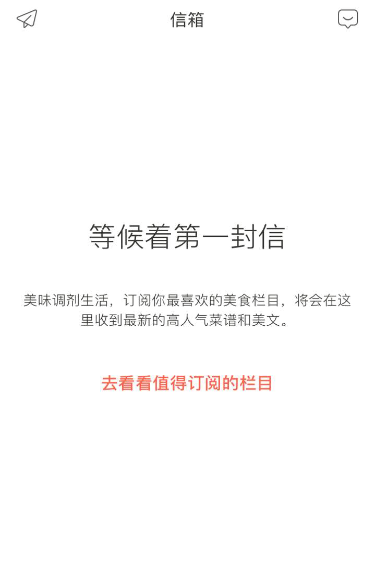 信箱
等候着第一封信
美味调剂生活，订阅你最喜欢的美食栏目，将会在这
里收到最新的高人气菜谱和美文。
去看看值得订阅的栏目